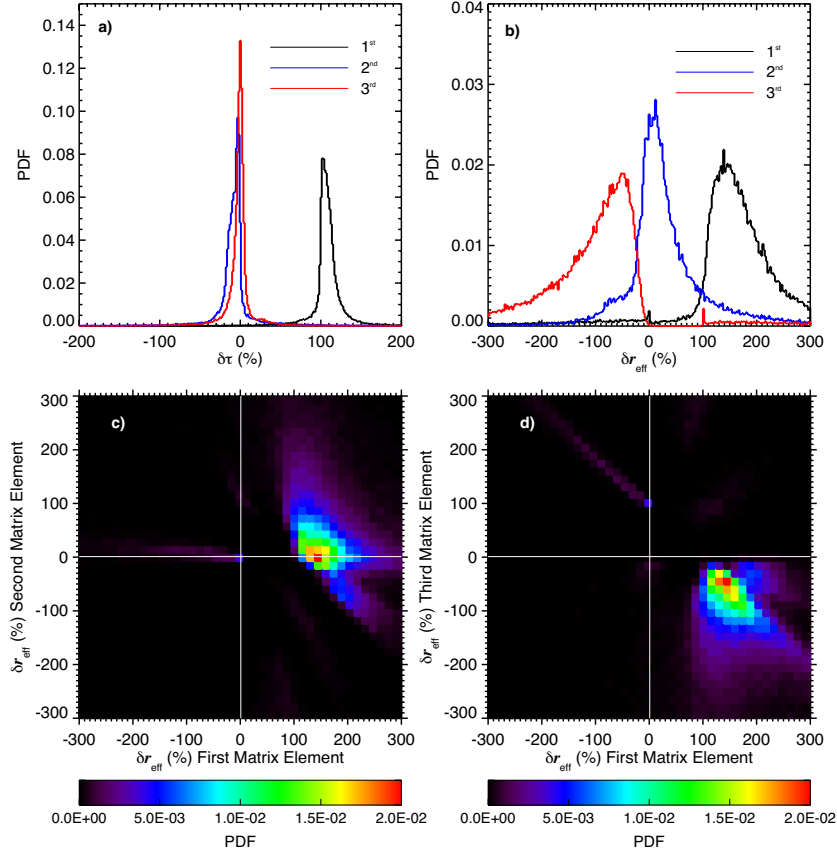 a)
1st
2nd
3rd
PDF
0.15
0.12
0.10
0.08
0.06
0.04
0.02
0.00
-200 -100 0 100 200
δτ (%)
b)
1st
2nd
3rd
PDF
0.04
0.03
0.02
0.01
0.00
-300 -200 -100 0 100 200 300
δreff (%)
c)
δreff (%) Second Matrix Element
300
200
100
0
-100
-200
-300
-300 -200 -100 0 100 200 300
δreff (%) First Matrix Element
d)
δreff (%) Third Matrix Element
300
200
100
0
-100
-200
-300
-300 -200 -100 0 100 200 300
δreff (%) First Matrix Element
0.0E+00 5.0E-03 1.0E-02 1.5E-02 2.0E-02
PDF
0.0E+00 5.0E-03 1.0E-02 1.5E-02 2.0E-02
PDF